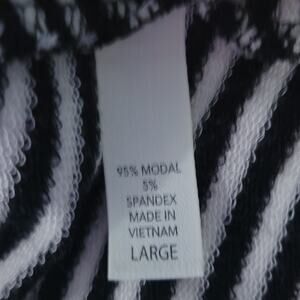 95% MODAL
5%
SPANDEX
MADE IN
VIETNAM
LARGE